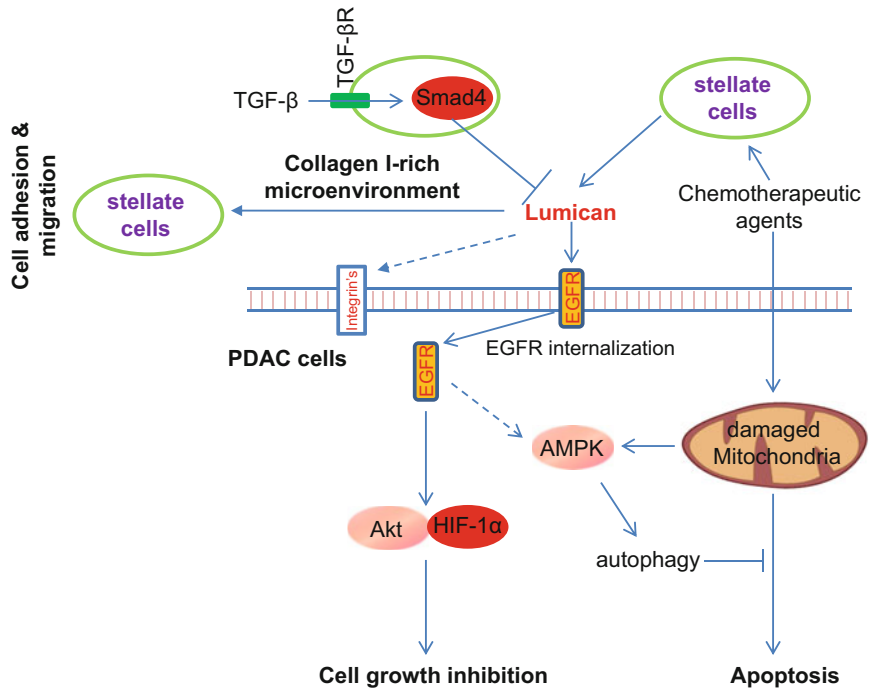 TGF-βR
TGF-β
Smad4
stellate
cells
Cell adhesion &
migration
Collagen I-rich
microenvironment
stellate
cells
Lumican
Chemotherapeutic
agents
Integrin's
EGFR
PDAC cells
EGFR internalization
EGFR
AMPK
damaged
Mitochondria
Akt
HIF-1α
autophagy
Cell growth inhibition
Apoptosis